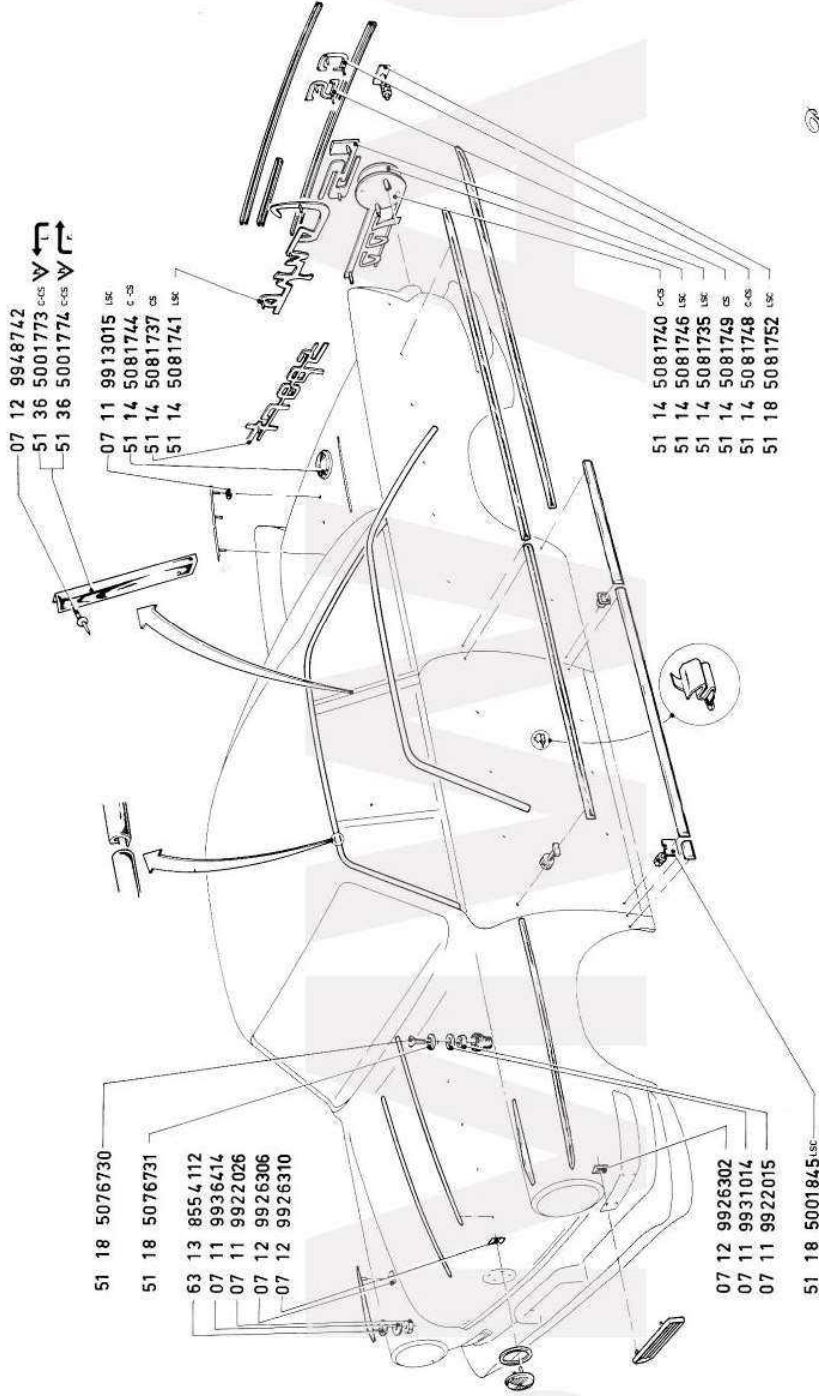 07 12 9948742
51 36 5001773 C-CS
51 36 5001774 C-CS
07 11 9913015 LSC
51 14 5081744 C-CS
51 14 5081737 CS
51 14 5081741 LSC
51 18 5076730
51 18 5076731
63 13 8554112
07 11 9936414
07 11 9922026
07 12 9926306
07 12 9926310
51 14 5081740 C-CS
51 14 5081746 LSC
51 14 5081735 LSC
51 14 5081749 CS
51 14 5081748 C-CS
51 18 5081752 LSC
07 12 9926302
07 11 9931014
07 11 9922015
51 18 5001845 LSC